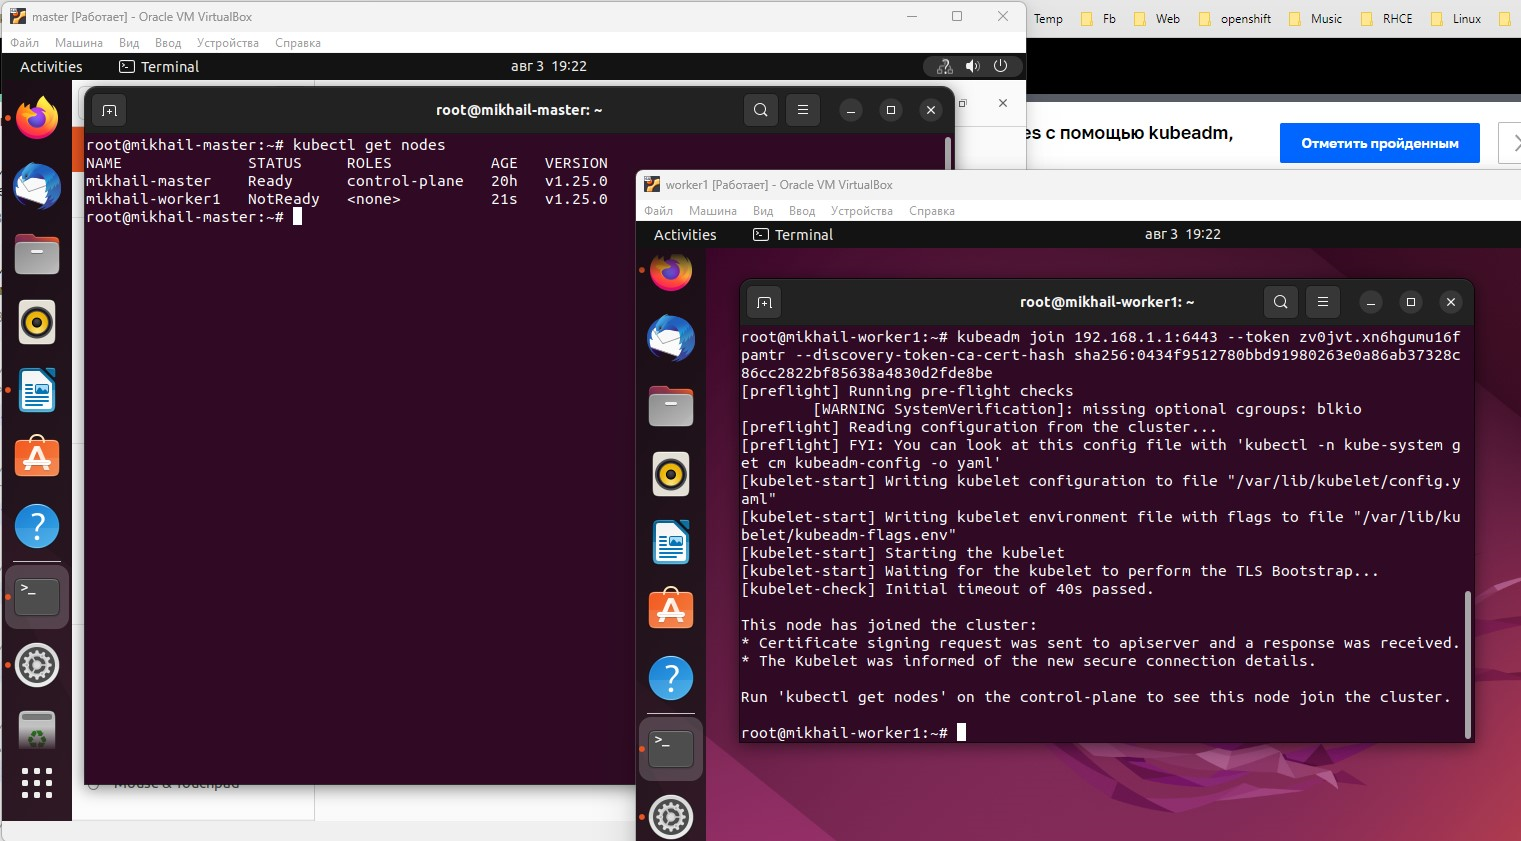 master [Работает] - Oracle VM VirtualBox
Файл Машина Вид Ввод Устройства Справка
Activities Terminal авг 3 19:22
root@mikhail-master: ~
root@mikhail-master:~# kubectl get nodes
NAME STATUS ROLES AGE VERSION
mikhail-master Ready control-plane 20h v1.25.0
mikhail-worker1 NotReady <none> 21s v1.25.0
root@mikhail-master:~#
Mouse & Touchpad
Temp Fb Web openshift Music RHCE Linux
es с помощью kubeadm,
Отметить пройденным
worker1 [Работает] - Oracle VM VirtualBox
Файл Машина Вид Ввод Устройства Справка
Activities Terminal авг 3 19:22
root@mikhail-worker1: ~
root@mikhail-worker1:~# kubeadm join 192.168.1.1:6443 --token zv0jvt.xn6hgumu16f
pamtr --discovery-token-ca-cert-hash sha256:0434f9512780bbd91980263e0a86ab37328c
86cc2822bf85638a4830d2fde8be
[preflight] Running pre-flight checks
[WARNING SystemVerification]: missing optional cgroups: blkio
[preflight] Reading configuration from the cluster...
[preflight] FYI: You can look at this config file with 'kubectl -n kube-system g
et cm kubeadm-config -o yaml'
[kubelet-start] Writing kubelet configuration to file "/var/lib/kubelet/config.y
aml"
[kubelet-start] Writing kubelet environment file with flags to file "/var/lib/ku
belet/kubeadm-flags.env"
[kubelet-start] Starting the kubelet
[kubelet-start] Waiting for the kubelet to perform the TLS Bootstrap...
[kubelet-check] Initial timeout of 40s passed.
This node has joined the cluster:
* Certificate signing request was sent to apiserver and a response was received.
* The Kubelet was informed of the new secure connection details.
Run 'kubectl get nodes' on the control-plane to see this node join the cluster.
root@mikhail-worker1:~#